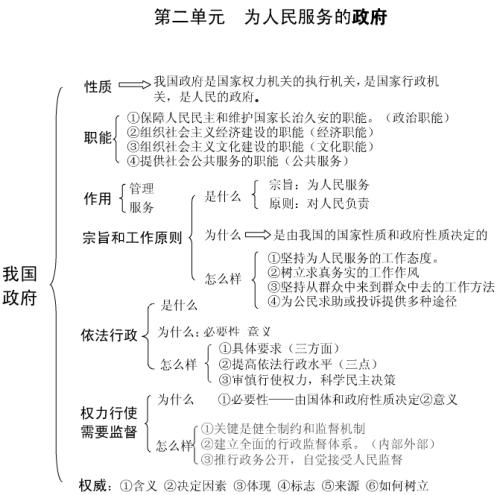 第二单元 为人民服务的政府
性质
我国政府是国家权力机关的执行机关，是国家行政机
关，是人民的政府。
职能
①保障人民民主和维护国家长治久安的职能。（政治职能）
②组织社会主义经济建设的职能（经济职能）
③组织社会主义文化建设的职能（文化职能）
④提供社会公共服务的职能（公共服务）
作用
管理
服务
宗旨和工作原则
是什么
宗旨：为人民服务
原则：对人民负责
为什么
是由我国的国家性质和政府性质决定的
怎么样
①坚持为人民服务的工作态度。
②树立求真务实的工作作风
③坚持从群众中来到群众中去的工作方法
④为公民求助或投诉提供多种途径
我国
政府
依法行政
是什么
为什么：必要性 意义
怎么样
①具体要求（三方面）
②提高依法行政水平（三点）
③审慎行使权力，科学民主决策
权力行使
需要监督
为什么
①必要性——由国体和政府性质决定②意义
怎么样
①关键是健全制约和监督机制
②建立全面的行政监督体系。（内部外部）
③推行政务公开，自觉接受人民监督
权威：①含义 ②决定因素 ③体现 ④标志 ⑤来源 ⑥如何树立